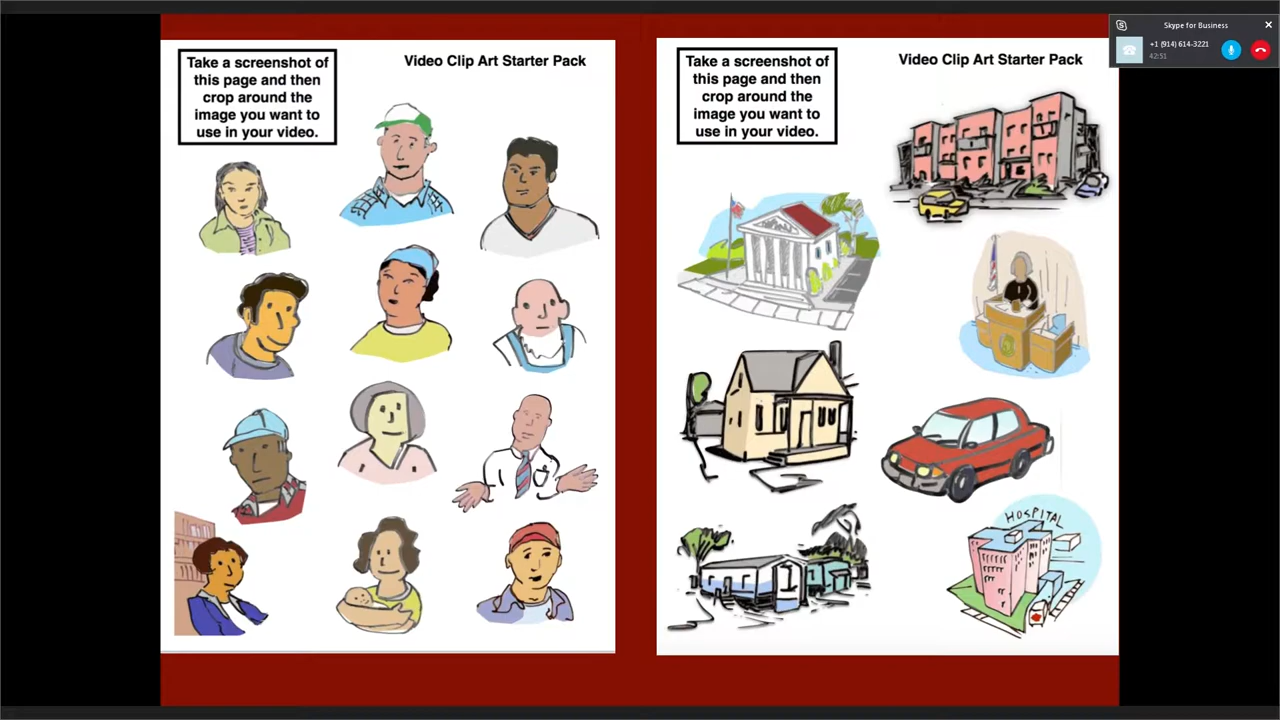 Take a screenshot of
this page and then
crop around the
image you want to
use in your video.
Video Clip Art Starter Pack
Take a screenshot of
this page and then
crop around the
image you want to
use in your video.
Video Clip Art Starter Pack
HOSPITAL
Skype for Business
+1 (914) 614-3221
42:51